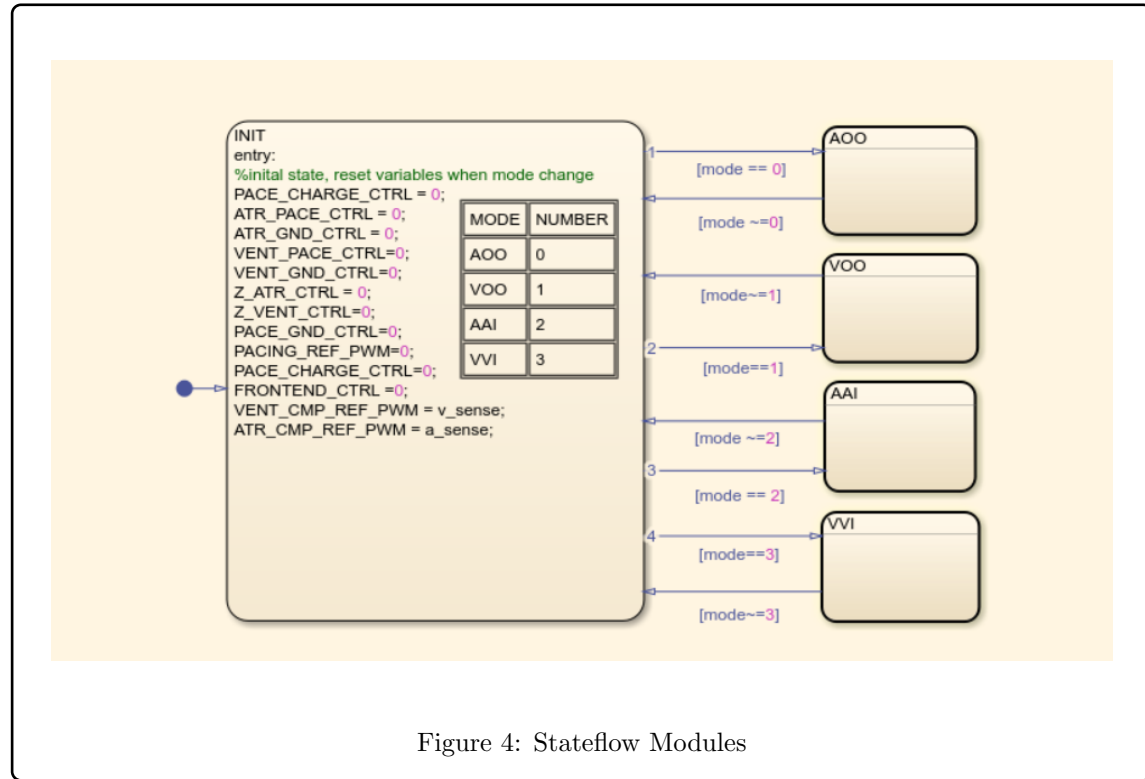 INIT
entry:
%inital state, reset variables when mode change
PACE_CHARGE_CTRL = 0;
ATR_PACE_CTRL = 0;
ATR_GND_CTRL = 0;
VENT_PACE_CTRL=0;
VENT_GND_CTRL=0;
Z_ATR_CTRL = 0;
Z_VENT_CTRL=0;
PACE_GND_CTRL=0;
PACING_REF_PWM=0;
PACE_CHARGE_CTRL=0;
FRONTEND_CTRL =0;
VENT_CMP_REF_PWM = v_sense;
ATR_CMP_REF_PWM = a_sense;
MODE NUMBER
AOO 0
VOO 1
AAI 2
VVI 3
1
[mode == 0]
[mode ~=0]
AOO
[mode~=1]
2
[mode==1]
VOO
[mode ~=2]
3
[mode == 2]
AAI
4
[mode==3]
[mode~=3]
VVI
Figure 4: Stateflow Modules